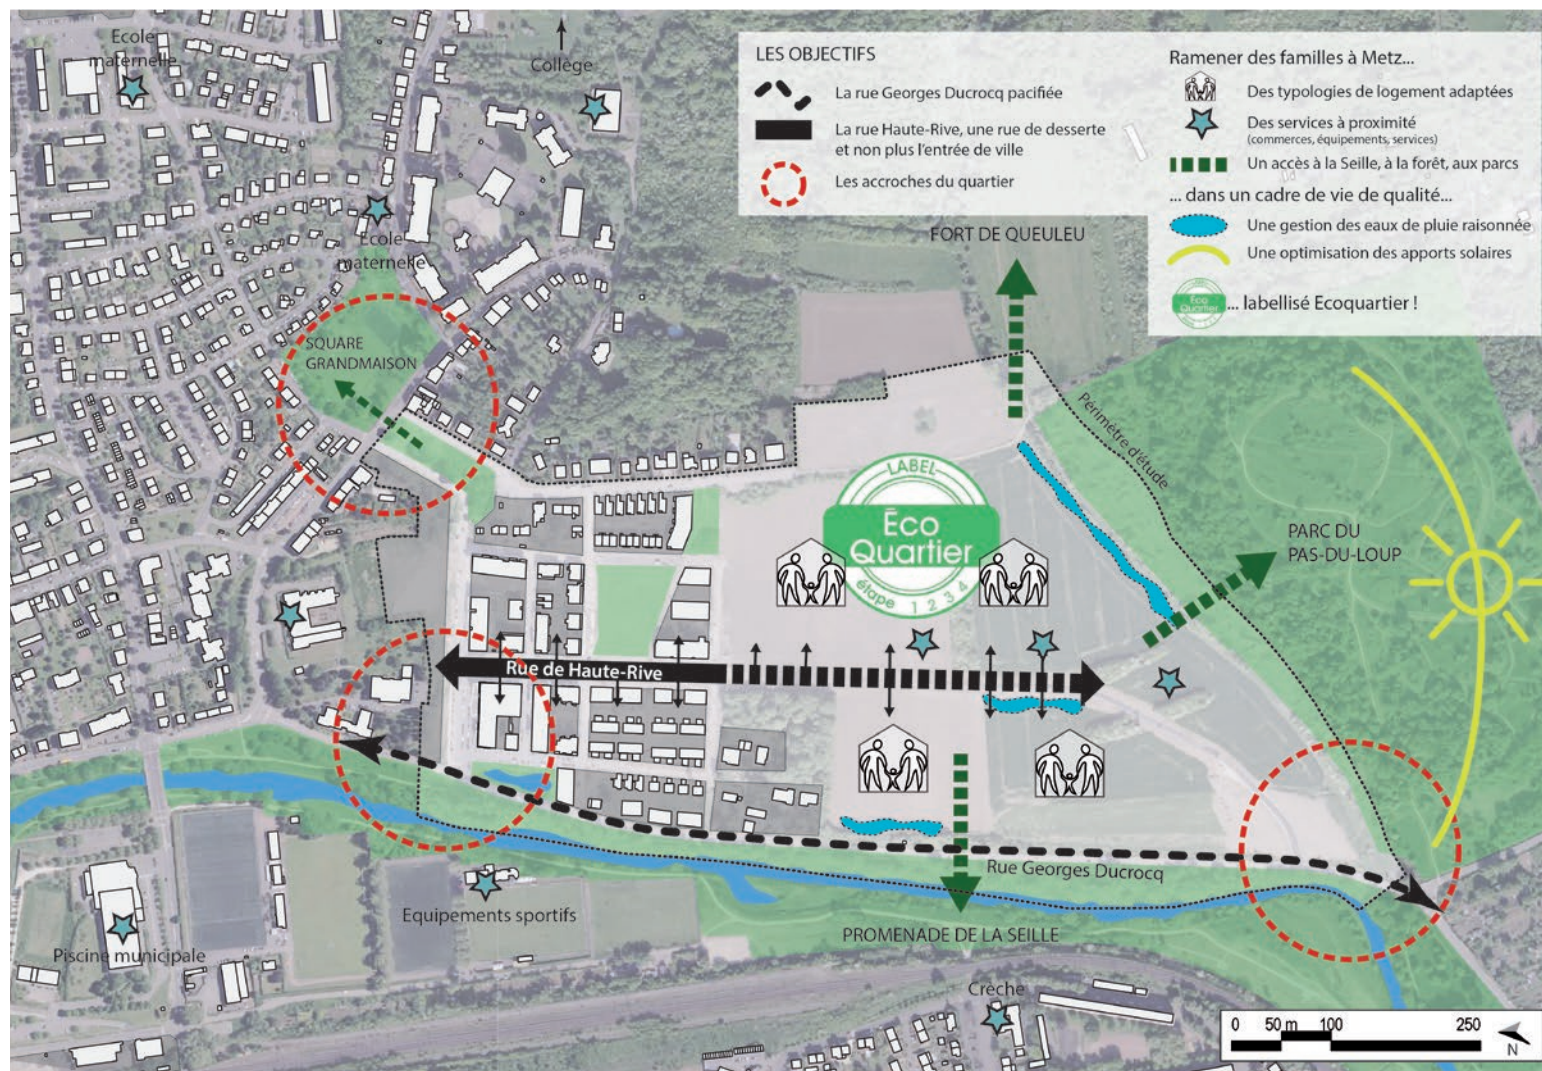 Ecole
maternelle
Collège
Ecole
maternelle
SQUARE
GRANDMAISON
LES OBJECTIFS
La rue Georges Ducrocq pacifiée
La rue Haute-Rive, une rue de desserte
et non plus l'entrée de ville
Les accroches du quartier
Ramener des familles à Metz...
Des typologies de logement adaptées
Des services à proximité
(commerces, équipements, services)
Un accès à la Seille, à la forêt, aux parcs
... dans un cadre de vie de qualité...
Une gestion des eaux de pluie raisonnée
Une optimisation des apports solaires
LABEL
Éco
Quartier
... labellisé Ecoquartier !
FORT DE QUEULEU
Périmètre d'étude
LABEL
Éco
Quartier
étape 1 2 3 4
PARC DU
PAS-DU-LOUP
Rue de Haute-Rive
Rue Georges Ducrocq
PROMENADE DE LA SEILLE
Equipements sportifs
Piscine municipale
Crèche
0 50 m 100 250
N